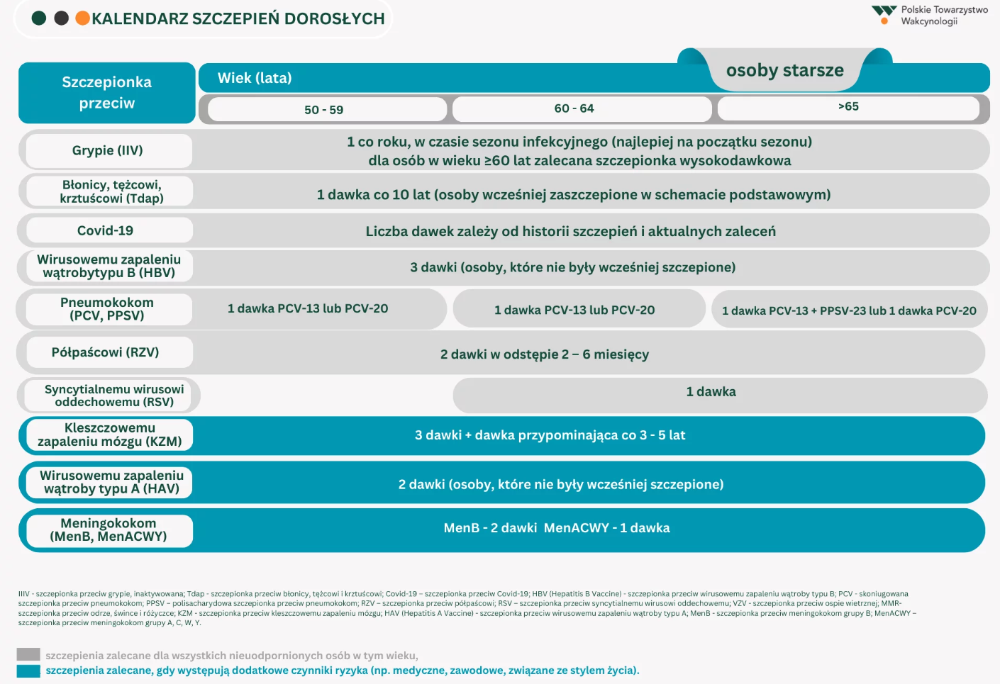 KALENDARZ SZCZEPIEŃ DOROSŁYCH
Polskie Towarzystwo
Wakcynologii
Szczepionka
przeciw
Wiek (lata)
osoby starsze
50 - 59
60 - 64
>65
Grypie (IIV)
1 co roku, w czasie sezonu infekcyjnego (najlepiej na początku sezonu)
dla osób w wieku ≥60 lat zalecana szczepionka wysokodawkowa
Błonicy, tężcowi,
krztuścowi (Tdap)
1 dawka co 10 lat (osoby wcześniej zaszczepione w schemacie podstawowym)
Covid-19
Liczba dawek zależy od historii szczepień i aktualnych zaleceń
Wirusowemu zapaleniu
wątrobytypu B (HBV)
3 dawki (osoby, które nie były wcześniej szczepione)
Pneumokokom
(PCV, PPSV)
1 dawka PCV-13 lub PCV-20
1 dawka PCV-13 lub PCV-20
1 dawka PCV-13 + PPSV-23 lub 1 dawka PCV-20
Półpaścowi (RZV)
2 dawki w odstępie 2 – 6 miesięcy
Syncytialnemu wirusowi
oddechowemu (RSV)
1 dawka
Kleszczowemu
zapaleniu mózgu (KZM)
3 dawki + dawka przypominająca co 3 - 5 lat
Wirusowemu zapaleniu
wątroby typu A (HAV)
2 dawki (osoby, które nie były wcześniej szczepione)
Meningokokom
(MenB, MenACWY)
MenB - 2 dawki MenACWY - 1 dawka
IIIV - szczepionka przeciw grypie, inaktywowana; Tdap - szczepionka przeciw błonicy, tężcowi i krztuścowi; Covid-19 – szczepionka przeciw Covid-19; HBV (Hepatitis B Vaccine) - szczepionka przeciw wirusowemu zapaleniu wątroby typu B; PCV - skoniugowana
szczepionka przeciw pneumokokom; PPSV – polisacharydowa szczepionka przeciw pneumokokom; RZV – szczepionka przeciw półpaścowi; RSV – szczepionka przeciw syncytialnemu wirusowi oddechowemu; VZV - szczepionka przeciw ospie wietrznej; MMR-
szczepionka przeciw odrze, śwince i różyczce; KZM - szczepionka przeciw kleszczowemu zapaleniu mózgu; HAV (Hepatitis A Vaccine) - szczepionka przeciw wirusowemu zapaleniu wątroby typu A; MenB - szczepionka przeciw meningokokom grupy B; MenACWY –
szczepionka przeciw meningokokom grupy A, C, W, Y.
szczepienia zalecane dla wszystkich nieuodpornionych osób w tym wieku,
szczepienia zalecane, gdy występują dodatkowe czynniki ryzyka (np. medyczne, zawodowe, związane ze stylem życia).